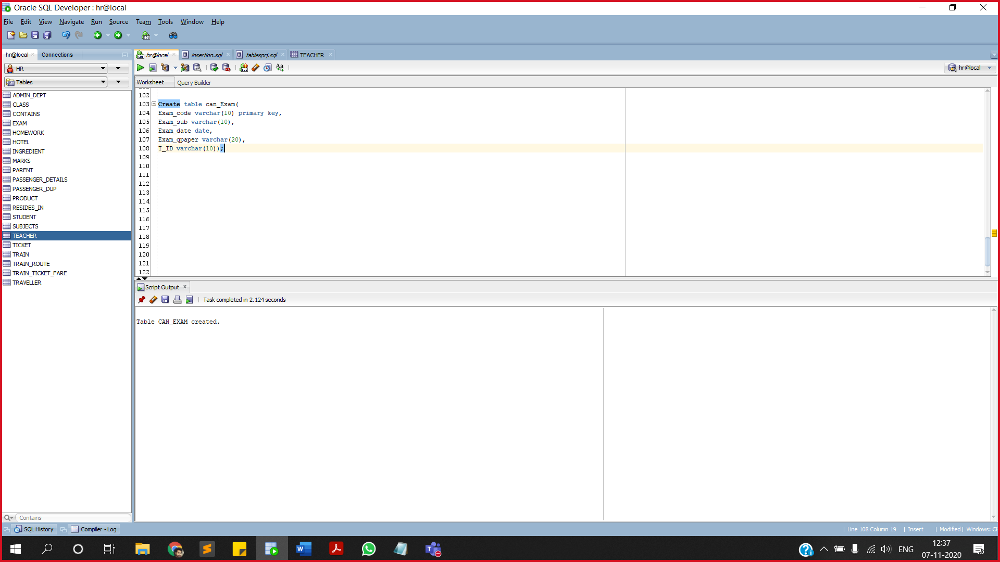 Oracle SQL Developer : hr@local
File Edit View Navigate Run Source Team Tools Window Help
hr@local Connections
hr@local insertion.sql tablesprj.sql TEACHER
HR
hr@local
Tables
Worksheet Query Builder
ADMIN_DEPT
CLASS
CONTAINS
EXAM
HOMEWORK
HOTEL
INGREDIENT
MARKS
PARENT
PASSENGER_DETAILS
PASSENGER_DUP
PRODUCT
RESIDES_IN
STUDENT
SUBJECTS
TEACHER
TICKET
TRAIN
TRAIN_ROUTE
TRAIN_TICKET_FARE
TRAVELLER
Contains
102
103 Create table can_Exam(
104 Exam_code varchar(10) primary key,
105 Exam_sub varchar(10),
106 Exam_date date,
107 Exam_qpaper varchar(20),
108 T_ID varchar(10));
109
110
111
112
113
114
115
116
117
118
119
120
121
122
Script Output
Task completed in 2.124 seconds
Table CAN_EXAM created.
SQL History Compiler - Log
Line 108 Column 19 Insert Modified Windows: C
ENG
12:37
07-11-2020